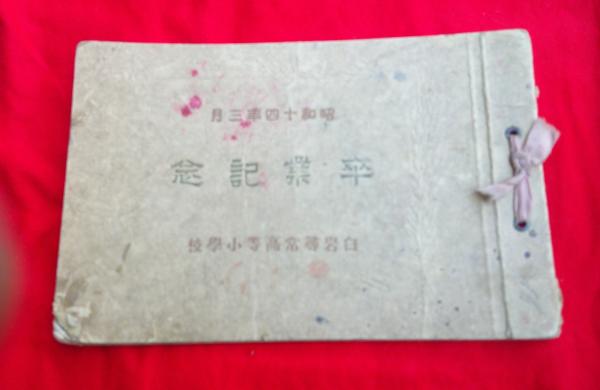 昭和十四年三月
卒業記念
白岩尋常高等小學校